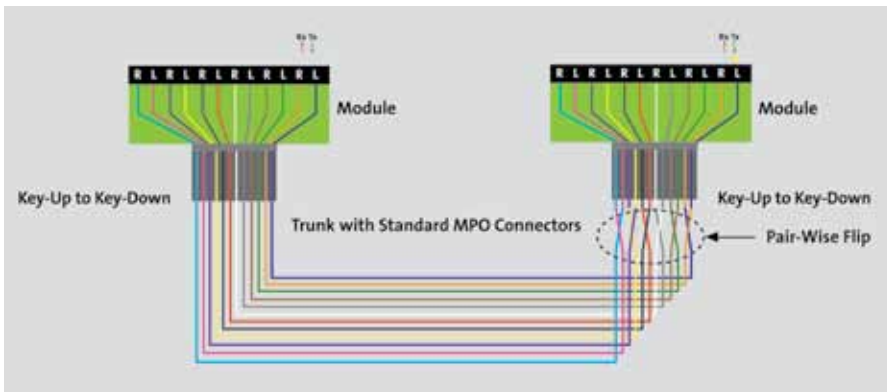 Rx Tx
Rx Tx
R L R L R L R L R L R L
R L R L R L R L R L R L
Module
Module
Key-Up to Key-Down
Key-Up to Key-Down
Trunk with Standard MPO Connectors
Pair-Wise Flip